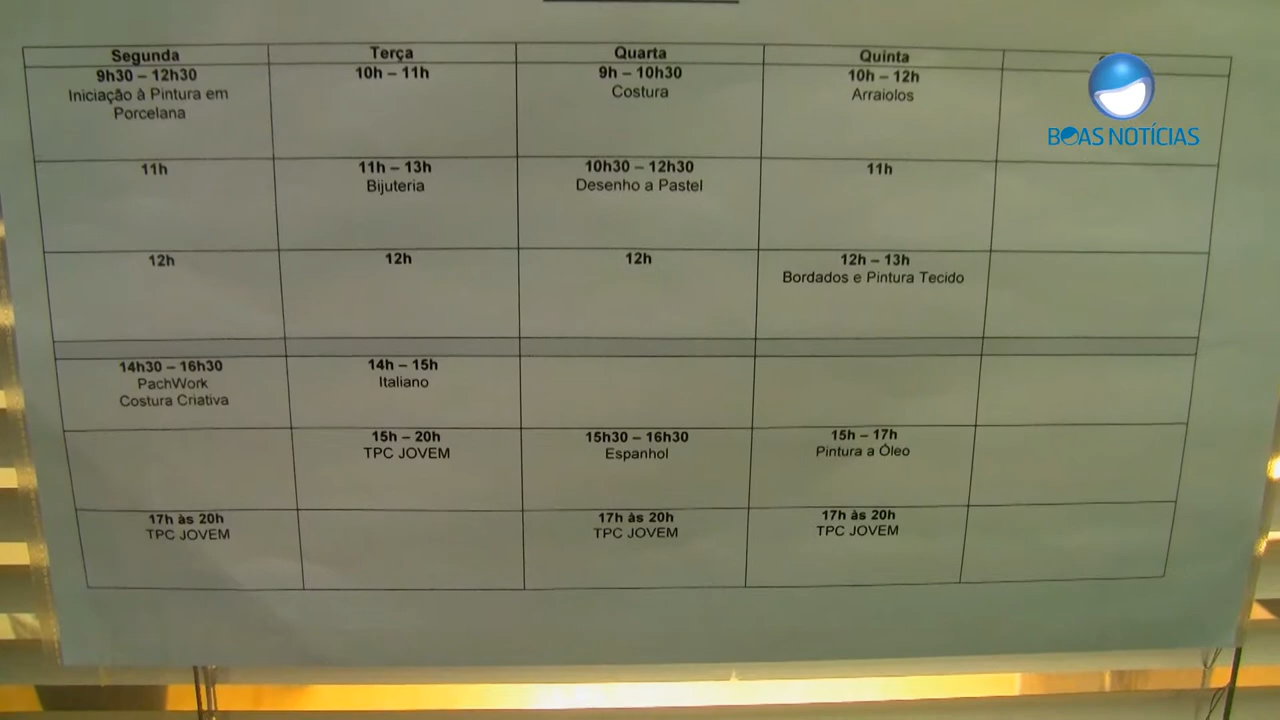 Segunda
Terça
Quarta
Quinta
9h30 – 12h30
Iniciação à Pintura em
Porcelana
10h – 11h
9h – 10h30
Costura
10h – 12h
Arraiolos
BOAS NOTÍCIAS
11h
11h – 13h
Bijuteria
10h30 – 12h30
Desenho a Pastel
11h
12h
12h
12h
12h – 13h
Bordados e Pintura Tecido
14h30 – 16h30
PachWork
Costura Criativa
14h – 15h
Italiano
15h – 20h
TPC JOVEM
15h30 – 16h30
Espanhol
15h – 17h
Pintura a Óleo
17h às 20h
TPC JOVEM
17h às 20h
TPC JOVEM
17h às 20h
TPC JOVEM